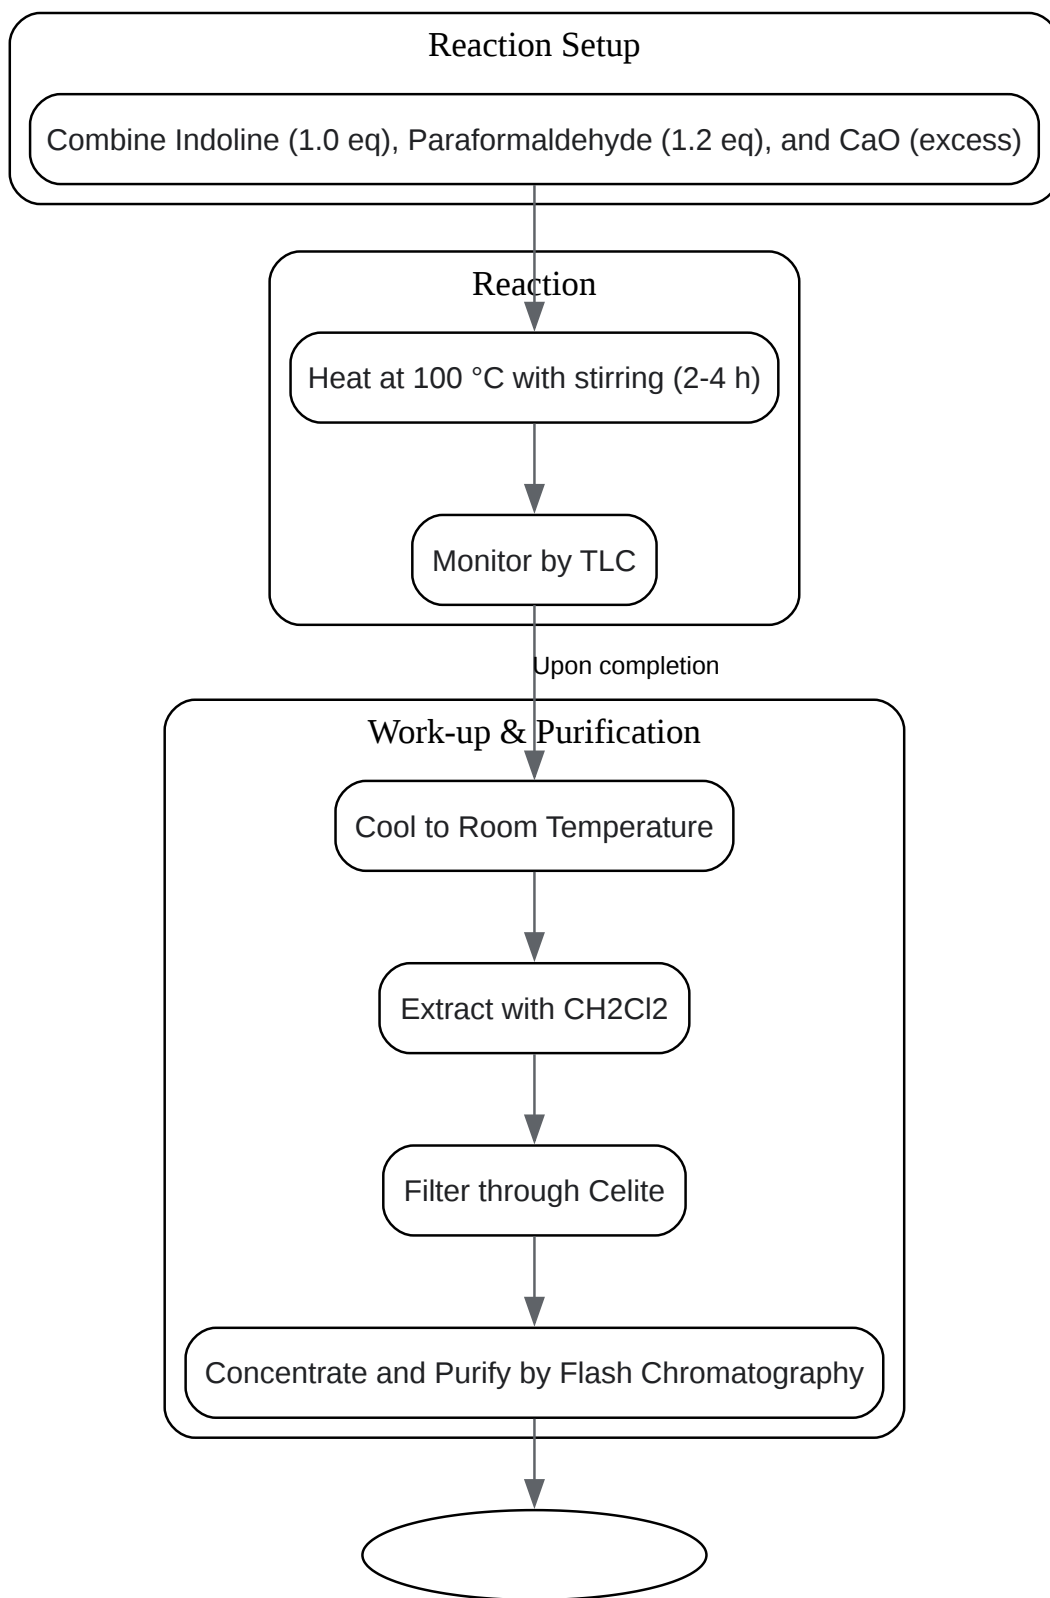 Reaction Setup
Combine Indoline (1.0 eq), Paraformaldehyde (1.2 eq), and CaO (excess)
Reaction
Heat at 100 °C with stirring (2-4 h)
Monitor by TLC
Upon completion
Work-up & Purification
Cool to Room Temperature
Extract with CH2Cl2
Filter through Celite
Concentrate and Purify by Flash Chromatography